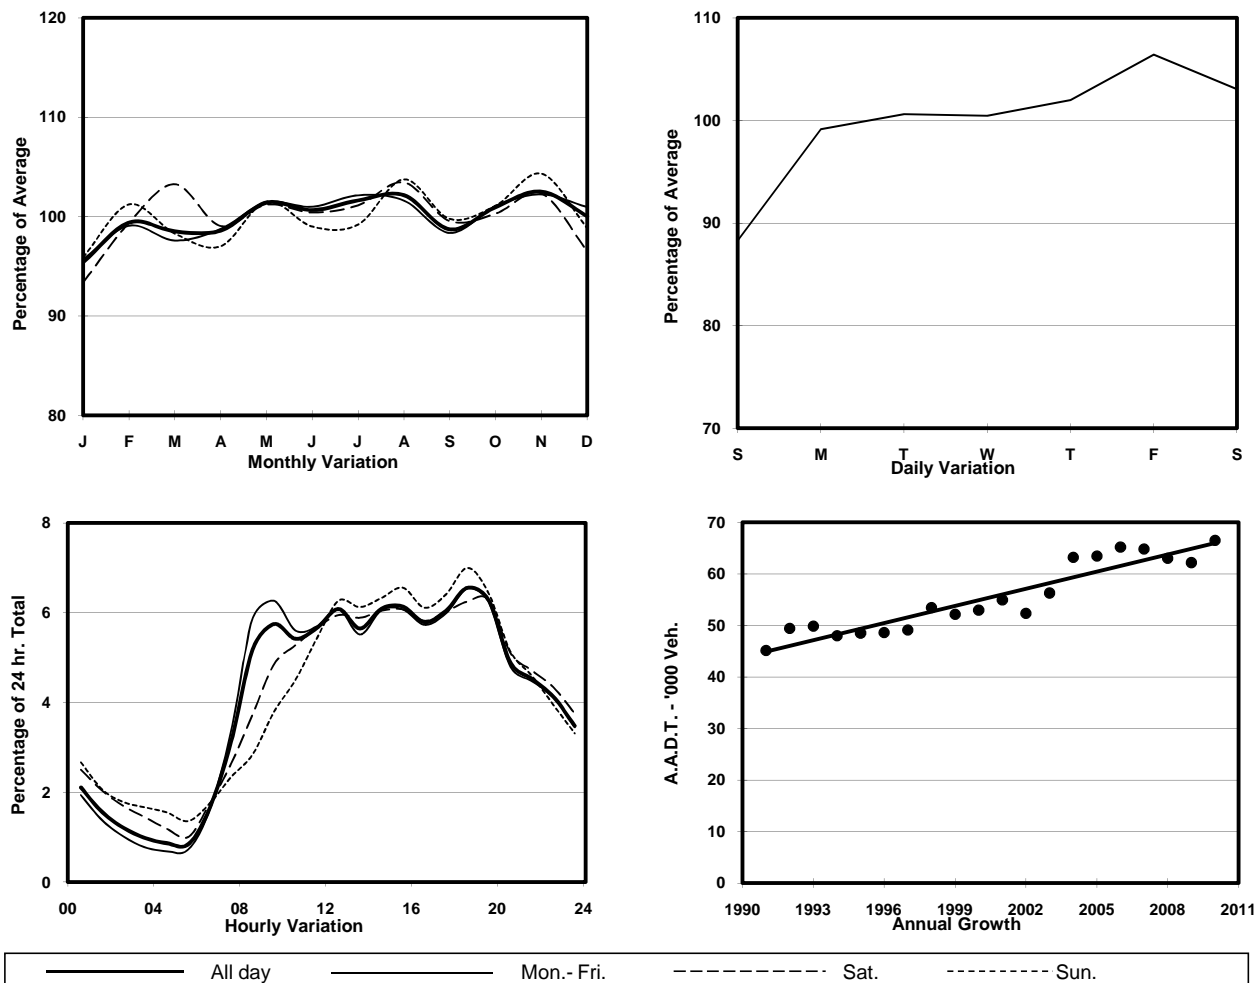 120
110
100
90
80
Percentage of Average
J F M A M J J A S O N D
Monthly Variation
110
100
90
80
70
Percentage of Average
S M T W T F S
Daily Variation
8
6
4
2
0
Percentage of 24 hr. Total
00 04 08 12 16 20 24
Hourly Variation
70
60
50
40
30
20
10
0
A.A.D.T. - '000 Veh.
1990 1993 1996 1999 2002 2005 2008 2011
Annual Growth
All day Mon.- Fri. Sat. Sun.